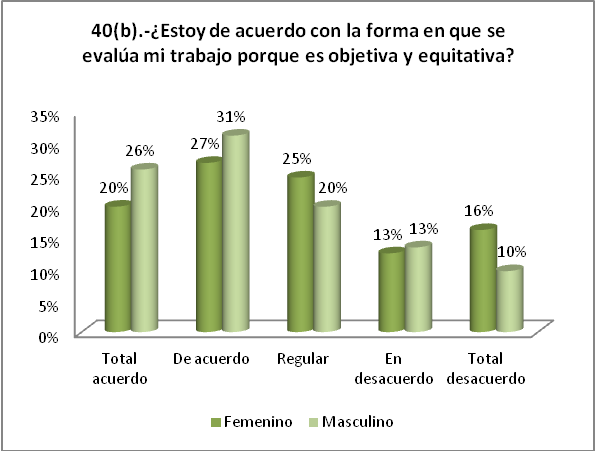 40(b).-¿Estoy de acuerdo con la forma en que se
evalúa mi trabajo porque es objetiva y equitativa?
35%
30%
25%
20%
15%
10%
5%
0%
20%
26%
27%
31%
25%
20%
13%
13%
16%
10%
Total
acuerdo
De acuerdo
Regular
En
desacuerdo
Total
desacuerdo
Femenino
Masculino